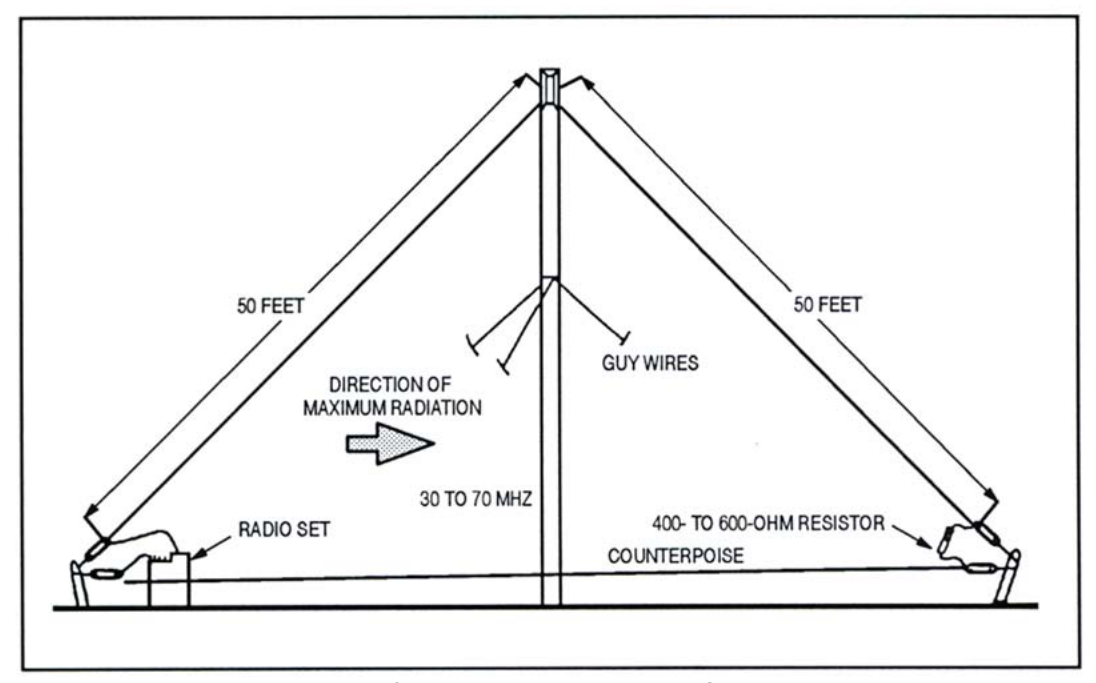 50 FEET
50 FEET
GUY WIRES
DIRECTION OF
MAXIMUM RADIATION
30 TO 70 MHZ
RADIO SET
400- TO 600-OHM RESISTOR
COUNTERPOISE